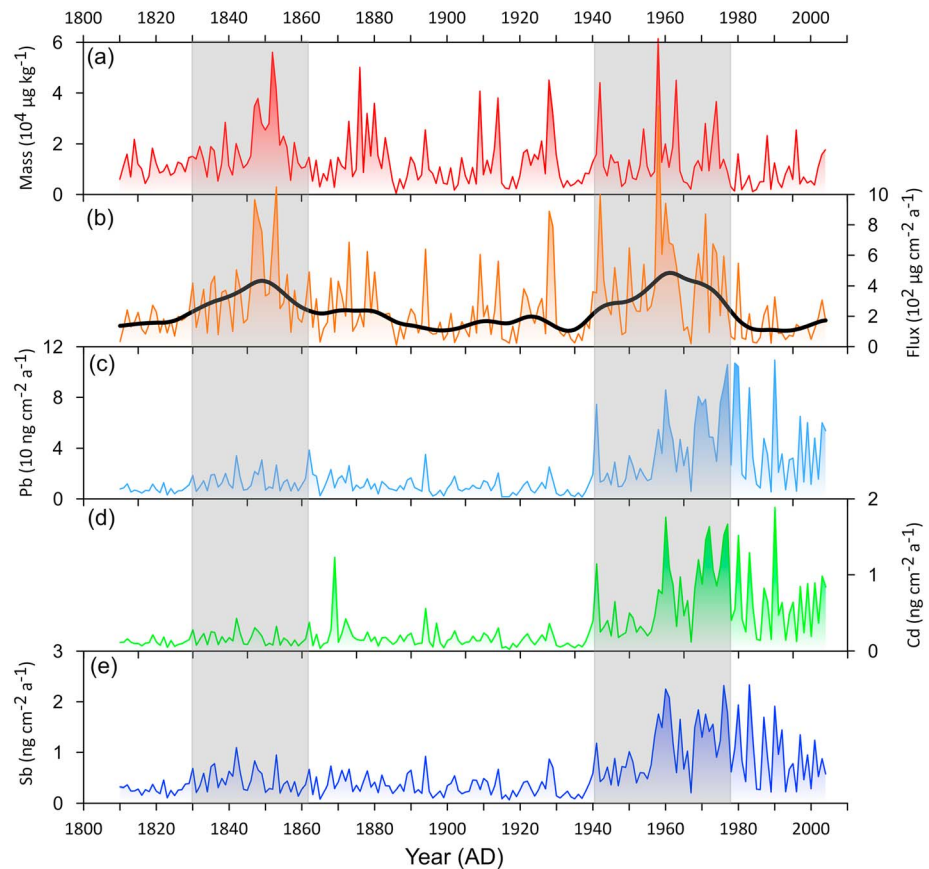 1800 1820 1840 1860 1880 1900 1920 1940 1960 1980 2000
(a)
Mass (10⁴ µg kg⁻¹)
6
4
2
0
(b)
Flux (10² µg cm⁻² a⁻¹)
10
8
6
4
2
0
(c)
Pb (10 ng cm⁻² a⁻¹)
12
8
4
0
(d)
Cd (ng cm⁻² a⁻¹)
2
1
0
(e)
Sb (ng cm⁻² a⁻¹)
3
2
1
0
1800 1820 1840 1860 1880 1900 1920 1940 1960 1980 2000
Year (AD)